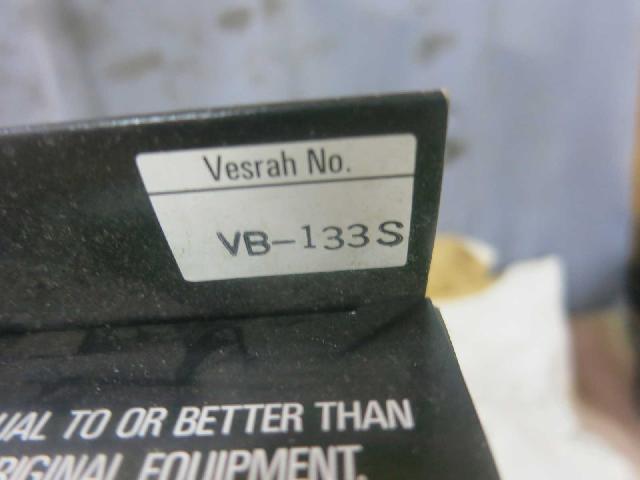 Vesrah No.
VB-133S
UAL TO OR BETTER THAN
RIGINAL EQUIPMENT.